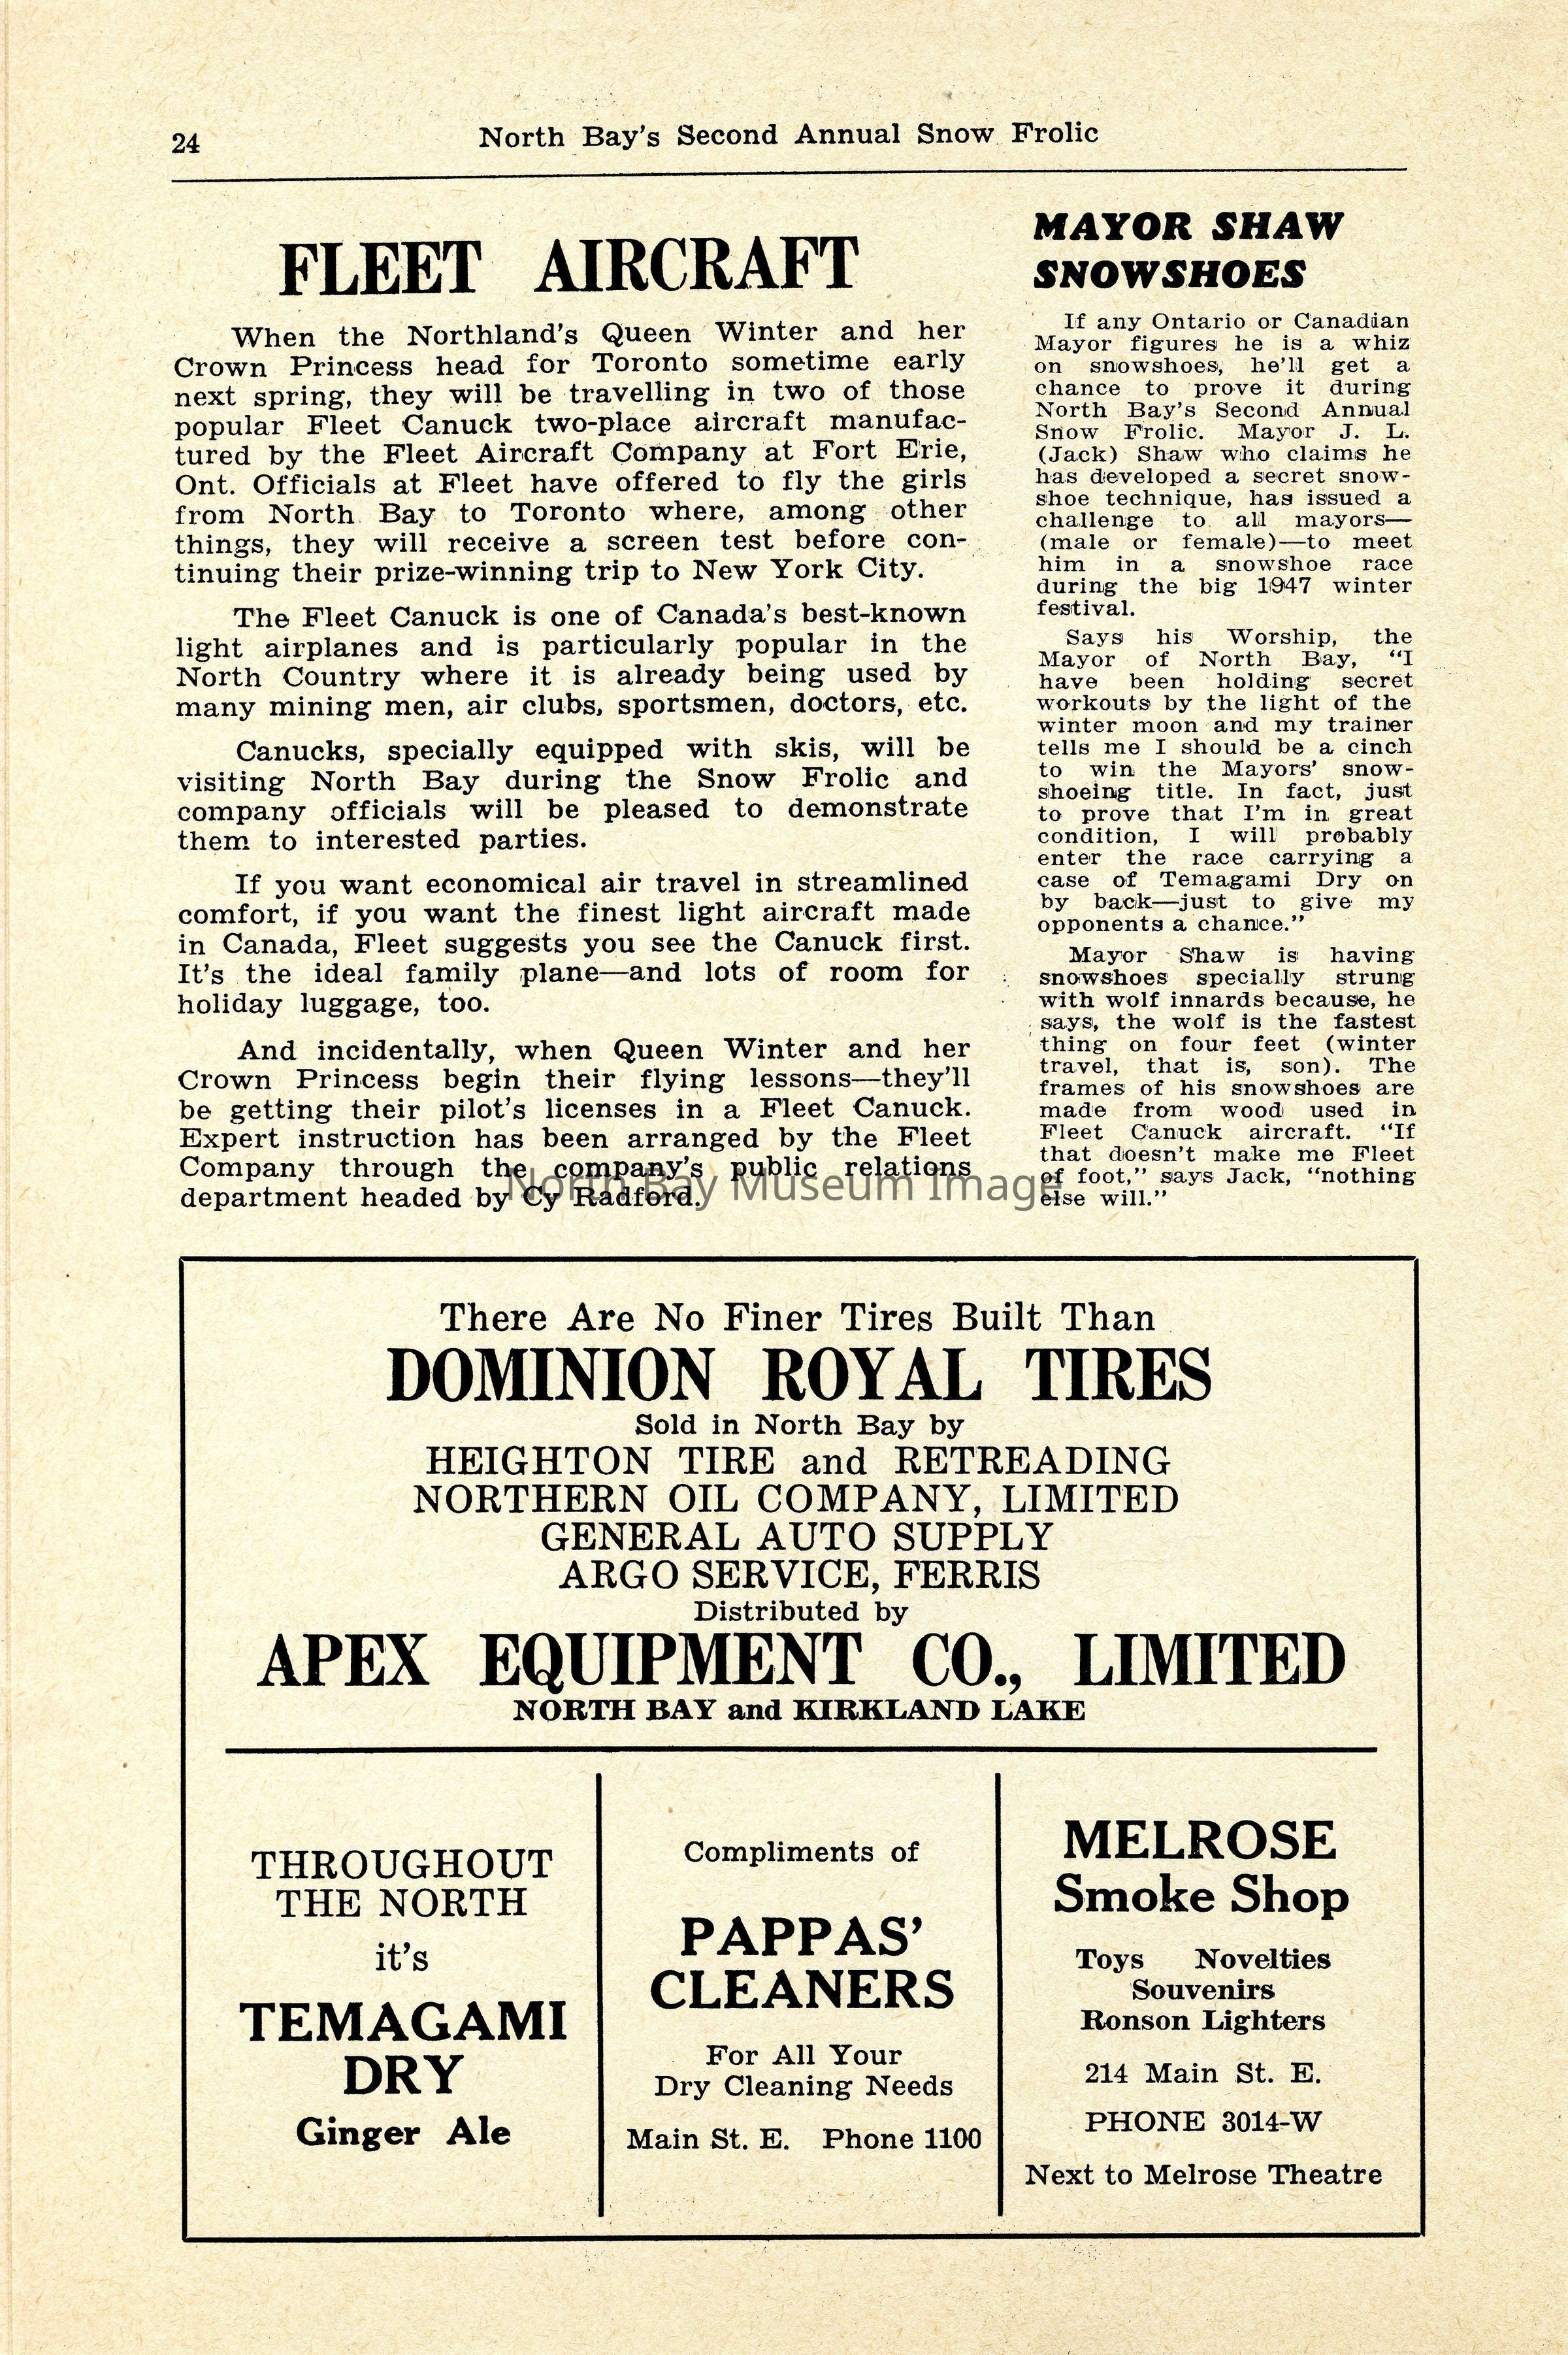 24
North Bay's Second Annual Snow Frolic
FLEET AIRCRAFT
When the Northland's Queen Winter and her
Crown Princess head for Toronto sometime early
next spring, they will be travelling in two of those
popular Fleet Canuck two-place aircraft manufac-
tured by the Fleet Aircraft Company at Fort Erie,
Ont. Officials at Fleet have offered to fly the girls
from North Bay to Toronto where, among other
things, they will receive a screen test before con-
tinuing their prize-winning trip to New York City.
The Fleet Canuck is one of Canada's best-known
light airplanes and is particularly popular in the
North Country where it is already being used by
many mining men, air clubs, sportsmen, doctors, etc.
Canucks, specially equipped with skis, will be
visiting North Bay during the Snow Frolic and
company officials will be pleased to demonstrate
them to interested parties.
If you want economical air travel in streamlined
comfort, if you want the finest light aircraft made
in Canada, Fleet suggests you see the Canuck first.
It's the ideal family plane—and lots of room for
holiday luggage, too.
And incidentally, when Queen Winter and her
Crown Princess begin their flying lessons—they'll
be getting their pilot's licenses in a Fleet Canuck.
Expert instruction has been arranged by the Fleet
Company through the company's public relations
department headed by Cy Radford.
MAYOR SHAW
SNOWSHOES
If any Ontario or Canadian
Mayor figures he is a whiz
on snowshoes, he'll get a
chance to prove it during
North Bay's Second Annual
Snow Frolic. Mayor J. L.
(Jack) Shaw who claims he
has developed a secret snow-
shoe technique, has issued a
challenge to all mayors—
(male or female)—to meet
him in a snowshoe race
during the big 1947 winter
festival.
Says his Worship, the
Mayor of North Bay, "I
have been holding secret
workouts by the light of the
winter moon and my trainer
tells me I should be a cinch
to win the Mayors' snow-
shoeing title. In fact, just
to prove that I'm in great
condition, I will probably
enter the race carrying a
case of Temagami Dry on
by back—just to give my
opponents a chance."
Mayor Shaw is having
snowshoes specially strung
with wolf innards because, he
says, the wolf is the fastest
thing on four feet (winter
travel, that is, son). The
frames of his snowshoes are
made from wood used in
Fleet Canuck aircraft. "If
that doesn't make me Fleet
of foot," says Jack, "nothing
else will."
North Bay Museum Image
There Are No Finer Tires Built Than
DOMINION ROYAL TIRES
Sold in North Bay by
HEIGHTON TIRE and RETREADING
NORTHERN OIL COMPANY, LIMITED
GENERAL AUTO SUPPLY
ARGO SERVICE, FERRIS
Distributed by
APEX EQUIPMENT CO., LIMITED
NORTH BAY and KIRKLAND LAKE
THROUGHOUT
THE NORTH
it's
TEMAGAMI
DRY
Ginger Ale
Compliments of
PAPPAS'
CLEANERS
For All Your
Dry Cleaning Needs
Main St. E. Phone 1100
MELROSE
Smoke Shop
Toys Novelties
Souvenirs
Ronson Lighters
214 Main St. E.
PHONE 3014-W
Next to Melrose Theatre